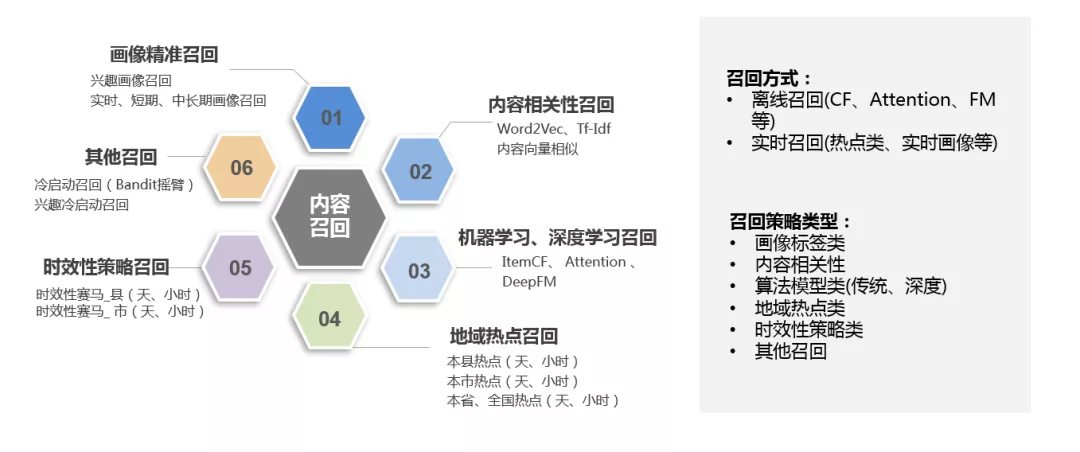 画像精准召回
兴趣画像召回
实时、短期、中长期画像召回
01
内容相关性召回
Word2Vec、Tf-Idf
内容向量相似
02
机器学习、深度学习召回
ItemCF、 Attention 、
DeepFM
03
地域热点召回
本县热点（天、小时）
本市热点（天、小时）
本省、全国热点（天、小时）
04
时效性策略召回
时效性赛马_县（天、小时）
时效性赛马_ 市（天、小时）
05
其他召回
冷启动召回（Bandit摇臂）
兴趣冷启动召回
06
内容
召回
召回方式：
• 离线召回(CF、Attention、FM
等)
• 实时召回(热点类、实时画像等)
召回策略类型：
• 画像标签类
• 内容相关性
• 算法模型类(传统、深度)
• 地域热点类
• 时效性策略类
• 其他召回